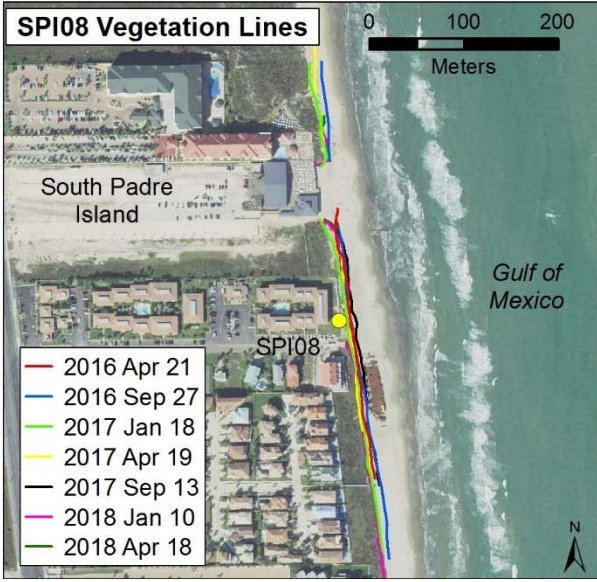 SPI08 Vegetation Lines
0 100 200
Meters
South Padre
Island
Gulf of
Mexico
SPI08
2016 Apr 21
2016 Sep 27
2017 Jan 18
2017 Apr 19
2017 Sep 13
2018 Jan 10
2018 Apr 18
N